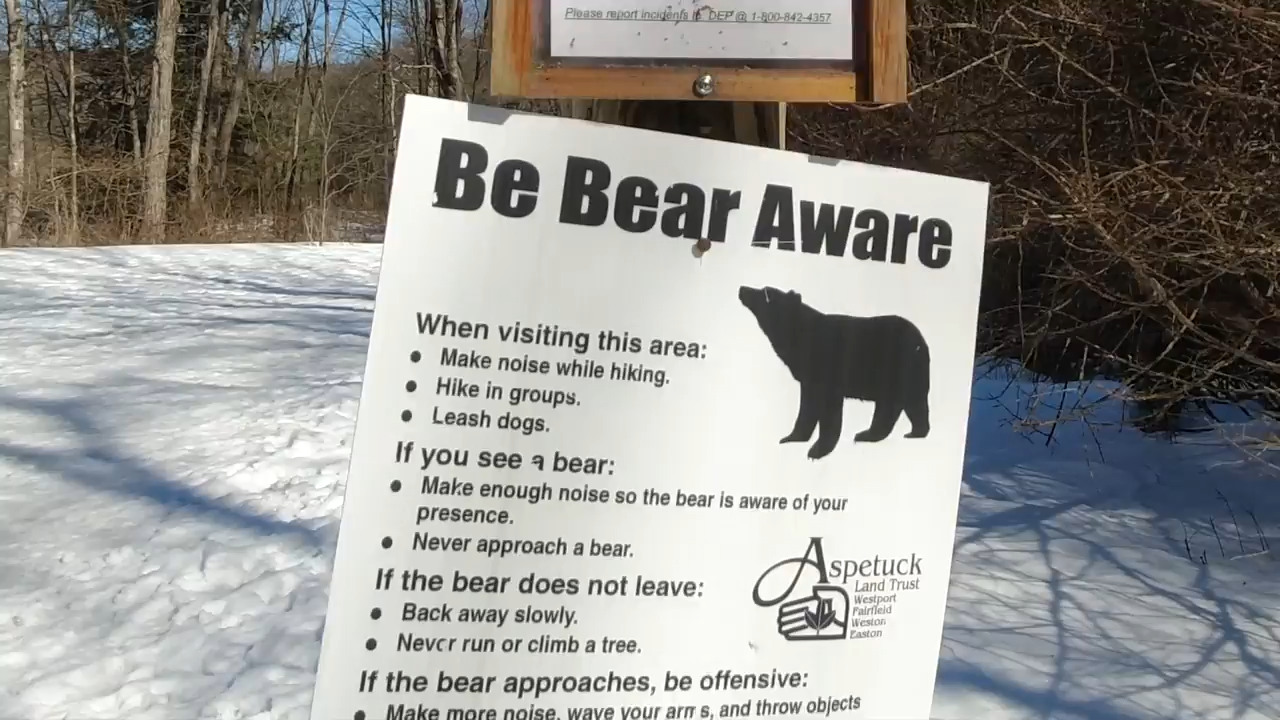 Please report incidents to DEP @ 1-800-842-4357
Be Bear Aware
When visiting this area:
● Make noise while hiking.
● Hike in groups.
● Leash dogs.
If you see a bear:
● Make enough noise so the bear is aware of your
presence.
● Never approach a bear.
If the bear does not leave:
● Back away slowly.
● Never run or climb a tree.
If the bear approaches, be offensive:
● Make more noise, wave your arms, and throw objects
Aspetuck
Land Trust
Westport
Fairfield
Weston
Easton